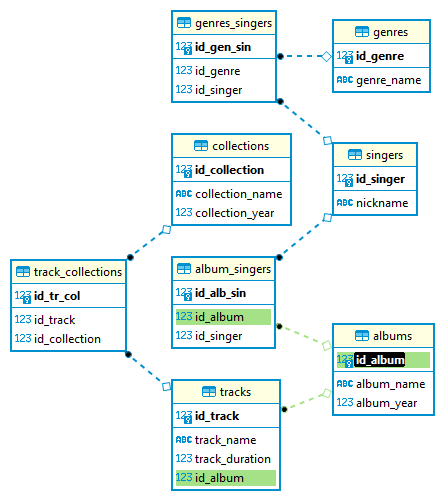 genres_singers
123 id_gen_sin
123 id_genre
123 id_singer
genres
123 id_genre
ABC genre_name
collections
123 id_collection
ABC collection_name
123 collection_year
singers
123 id_singer
ABC nickname
track_collections
123 id_tr_col
123 id_track
123 id_collection
album_singers
123 id_alb_sin
123 id_album
123 id_singer
albums
123 id_album
ABC album_name
123 album_year
tracks
123 id_track
ABC track_name
123 track_duration
123 id_album